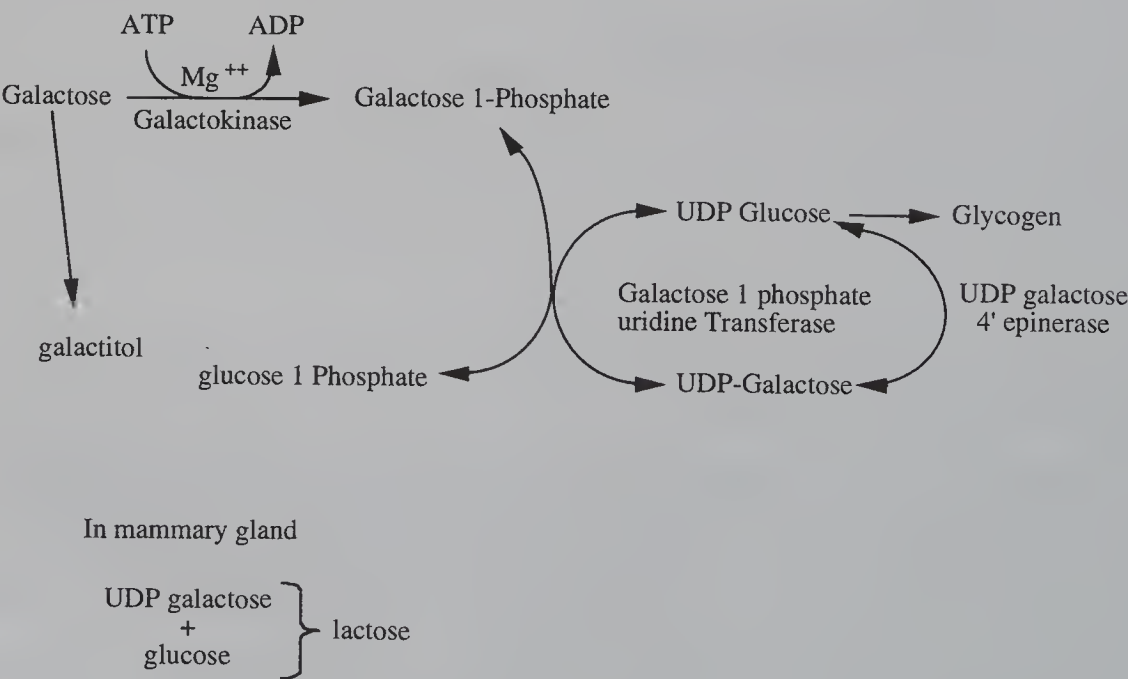 ATP
ADP
Mg ++
Galactose
Galactose 1-Phosphate
Galactokinase
UDP Glucose
Glycogen
Galactose 1 phosphate
uridine Transferase
UDP galactose
4' epinerase
galactitol
glucose 1 Phosphate
UDP-Galactose
In mammary gland
UDP galactose
+
glucose
lactose